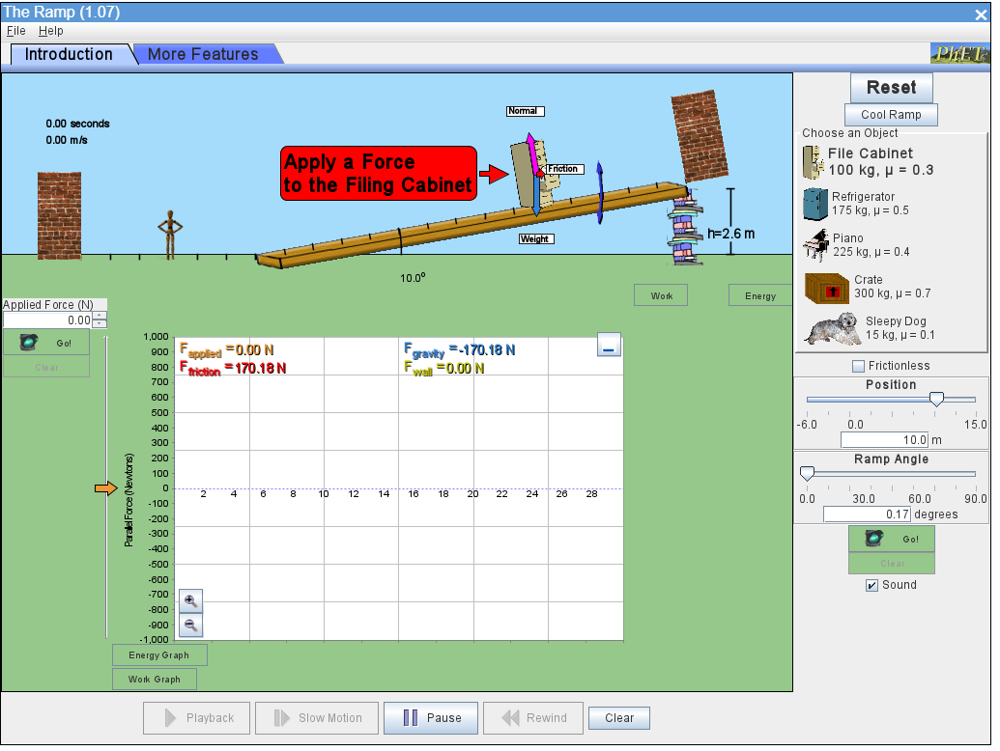 The Ramp (1.07)
File Help
Introduction More Features
PhET
0.00 seconds
0.00 m/s
Apply a Force
to the Filing Cabinet
Normal
Friction
Weight
h=2.6 m
10.0⁰
Work Energy
Applied Force (N)
0.00
Go!
Clear
Parallel Force (Newtons)
1,000
900
800
700
600
500
400
300
200
100
0
-100
-200
-300
-400
-500
-600
-700
-800
-900
-1,000
F applied =0.00 N
F friction =170.18 N
F gravity =-170.18 N
F wall =0.00 N
2 4 6 8 10 12 14 16 18 20 22 24 26 28
Energy Graph
Work Graph
Playback Slow Motion Pause Rewind Clear
Reset
Cool Ramp
Choose an Object
File Cabinet
100 kg, µ = 0.3
Refrigerator
175 kg, µ = 0.5
Piano
225 kg, µ = 0.4
Crate
300 kg, µ = 0.7
Sleepy Dog
15 kg, µ = 0.1
Frictionless
Position
-6.0 0.0 15.0
10.0 m
Ramp Angle
0.0 30.0 60.0 90.0
0.17 degrees
Go!
Clear
Sound